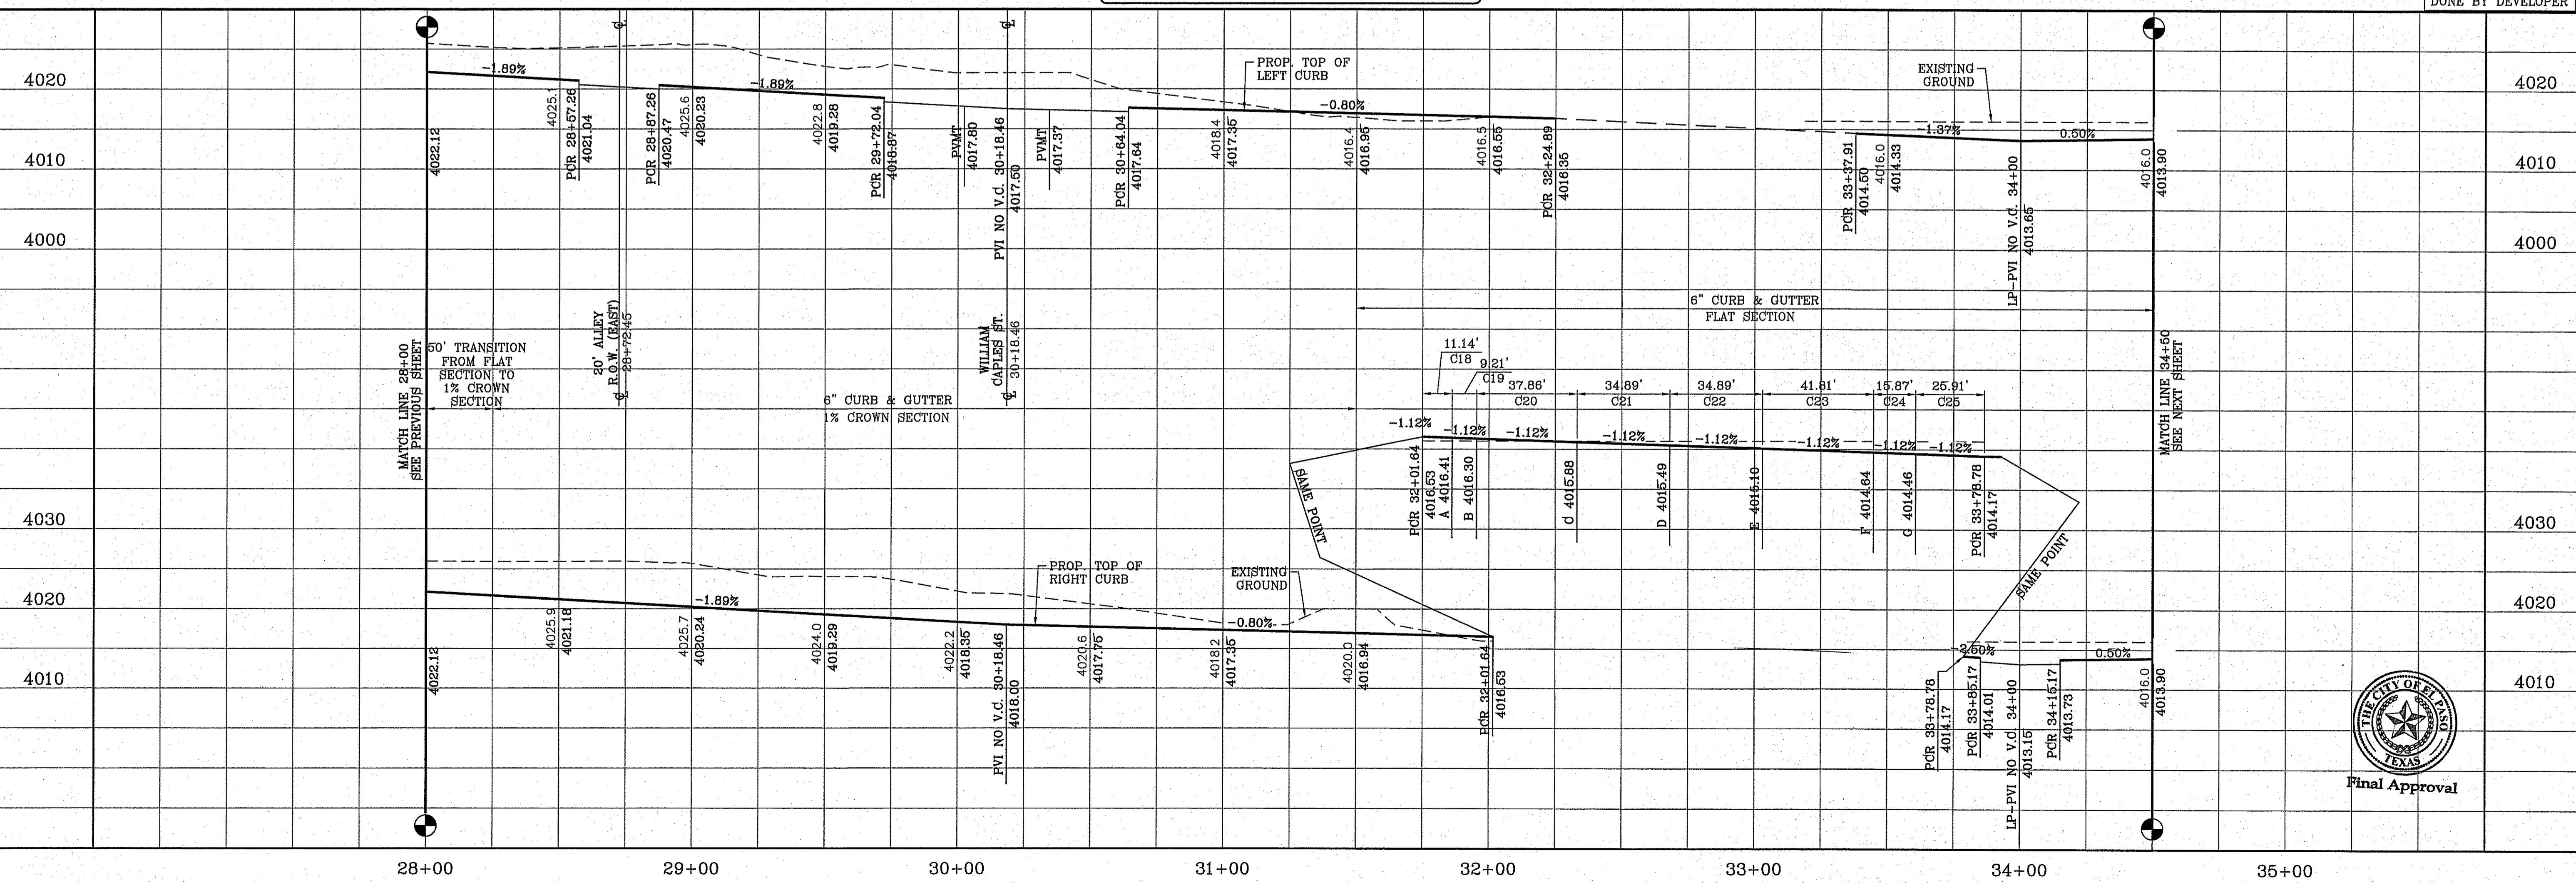 DONE BY DEVELOPER
4020
4010
4000
4030
4020
4010
4020
4010
4000
4030
4020
4010
-1.89%
-1.89%
-0.80%
-1.37%
0.50%
PROP. TOP OF
LEFT CURB
EXISTING
GROUND
4022.12
4025.1
PCR 28+57.26
4021.04
PCR 28+87.26
4020.47
4025.6
4020.23
4022.8
4019.28
PCR 29+72.04
4018.87
PVMT
4017.80
PVI NO V.C. 30+18.46
4017.50
PVMT
4017.37
PCR 30+64.04
4017.64
4018.4
4017.35
4016.4
4016.95
4016.5
4016.55
PCR 32+24.89
4016.35
PCR 33+37.91
4014.50
4016.0
4014.33
LP-PVI NO V.C. 34+00
4013.65
4016.0
4013.90
MATCH LINE 28+00
SEE PREVIOUS SHEET
50' TRANSITION
FROM FLAT
SECTION TO
1% CROWN
SECTION
20' ALLEY
R.O.W. (EAST)
28+72.45
6" CURB & GUTTER
1% CROWN SECTION
WILLIAM
CAPLES ST.
30+18.46
6" CURB & GUTTER
FLAT SECTION
MATCH LINE 34+50
SEE NEXT SHEET
11.14'
C18
9.21'
C19
37.86'
C20
34.89'
C21
34.89'
C22
41.81'
C23
15.87'
C24
25.91'
C25
-1.12%
-1.12%
-1.12%
-1.12%
-1.12%
-1.12%
-1.12%
-1.12%
PCR 32+01.64
4016.53
A 4016.41
B 4016.30
C 4015.88
D 4015.49
E 4015.10
F 4014.64
G 4014.46
PCR 33+78.78
4014.17
SAME POINT
SAME POINT
PROP. TOP OF
RIGHT CURB
EXISTING
GROUND
-1.89%
-0.80%
-2.50%
0.50%
4022.12
4025.9
4021.18
4025.7
4020.24
4024.0
4019.29
4022.2
4018.35
PVI NO V.C. 30+18.46
4018.00
4020.6
4017.75
4018.2
4017.35
4020.0
4016.94
PCR 32+01.64
4016.53
PCR 33+78.78
4014.17
PCR 33+85.17
4014.01
LP-PVI NO V.C. 34+00
4013.15
PCR 34+15.17
4013.73
4016.0
4013.90
THE CITY OF EL PASO
TEXAS
Final Approval
28+00
29+00
30+00
31+00
32+00
33+00
34+00
35+00